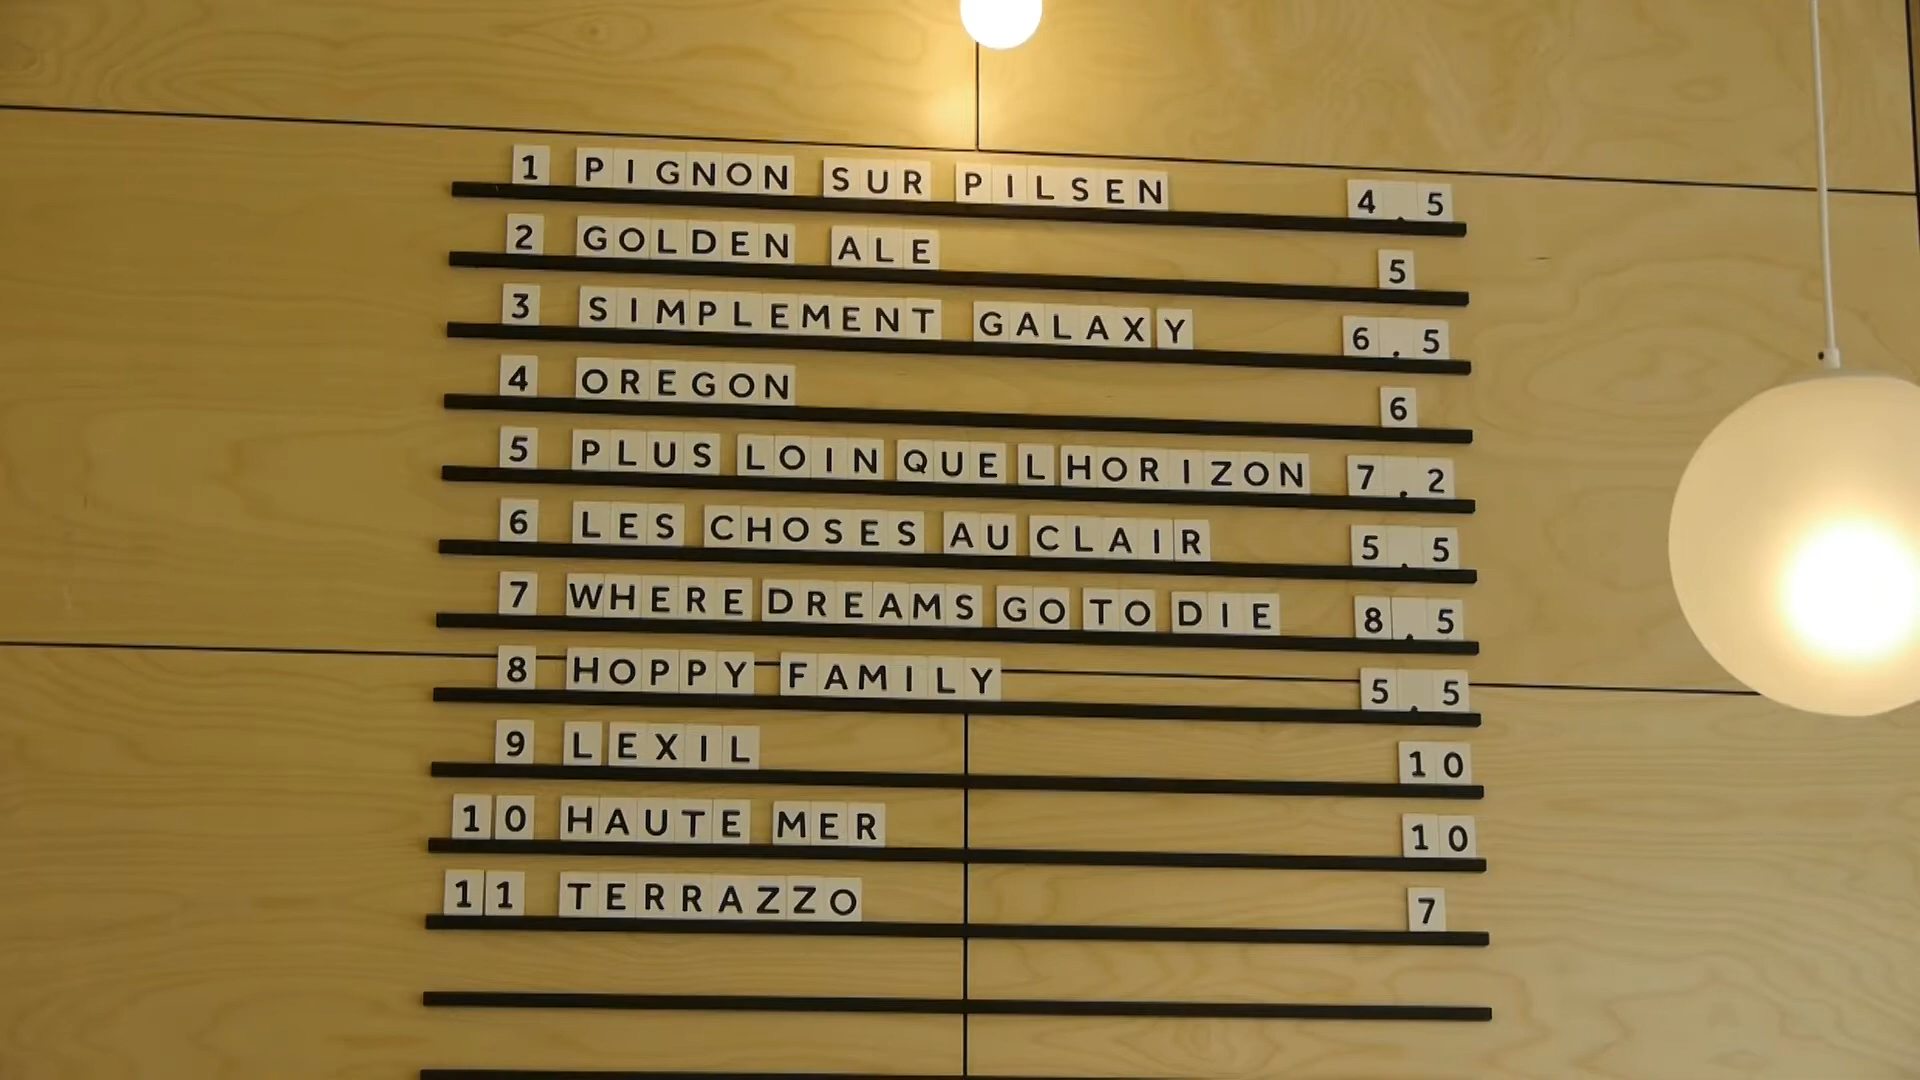 1 PIGNON SUR PILSEN 4.5
2 GOLDEN ALE 5
3 SIMPLEMENT GALAXY 6.5
4 OREGON 6
5 PLUS LOIN QUE L HORIZON 7.2
6 LES CHOSES AU CLAIR 5.5
7 WHERE DREAMS GO TO DIE 8.5
8 HOPPY FAMILY 5.5
9 LEXIL 10
10 HAUTE MER 10
11 TERRAZZO 7